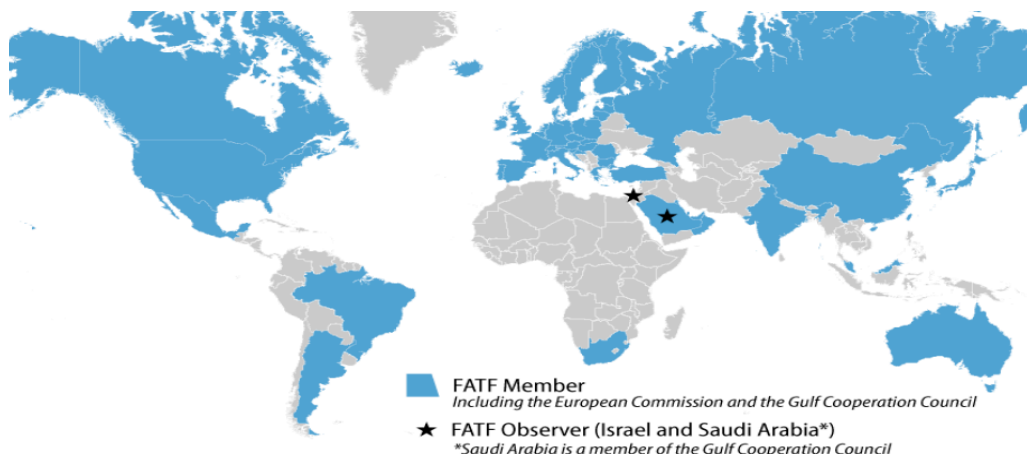 FATF Member
Including the European Commission and the Gulf Cooperation Council
FATF Observer (Israel and Saudi Arabia*)
*Saudi Arabia is a member of the Gulf Cooperation Council